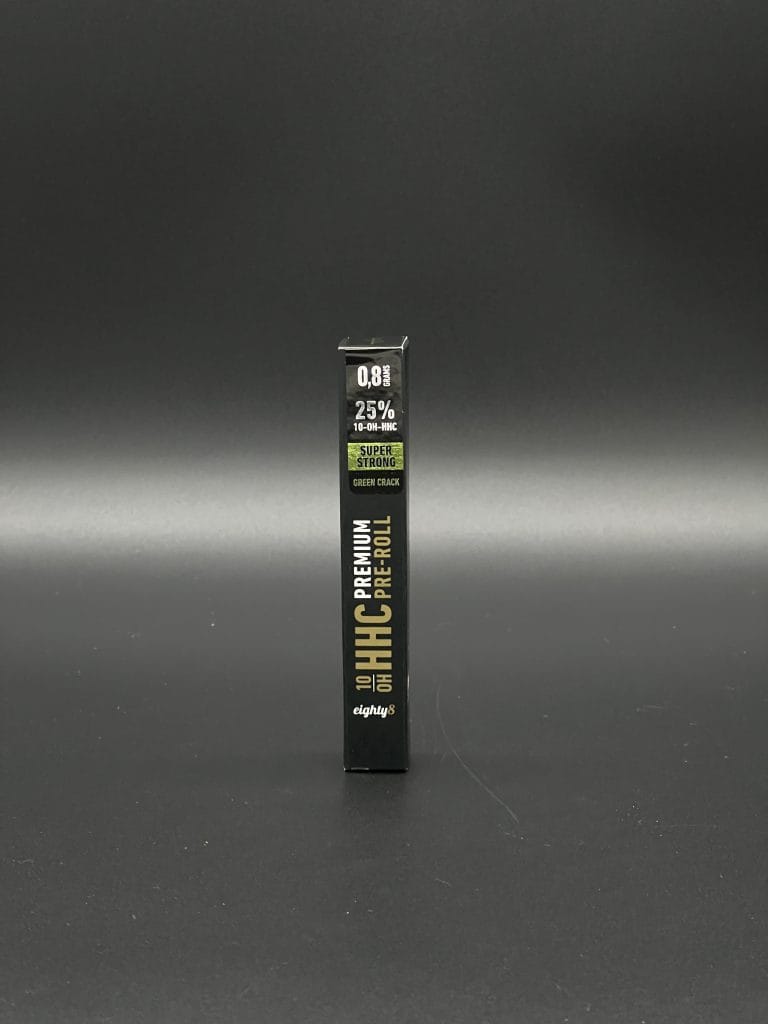 0,8 GRAMS
25%
10-OH-HHC
SUPER
STRONG
GREEN CRACK
10
OH
HHC
PREMIUM
PRE-ROLL
eighty8